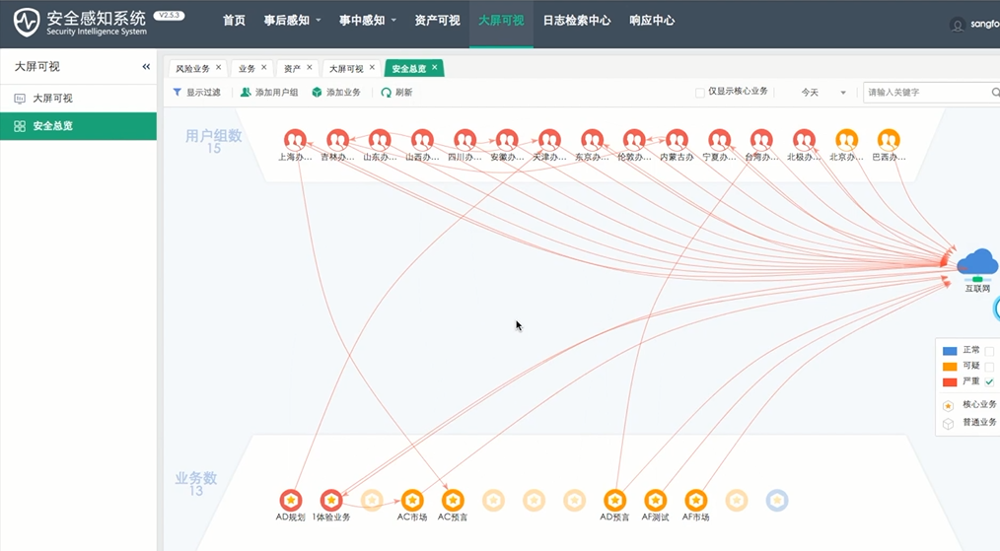 安全感知系统 V2.5.3
Security Intelligence System
首页 事后感知 事中感知 资产可视 大屏可视 日志检索中心 响应中心
sangfo
大屏可视 «
大屏可视
安全总览
风险业务 × 业务 × 资产 × 大屏可视 × 安全总览 ×
显示过滤 添加用户组 添加业务 刷新 仅显示核心业务 今天 请输入关键字
用户组数
15
上海办... 吉林办... 山东办... 山西办... 四川办... 安徽办... 天津办... 东京办... 伦敦办... 内蒙古办 宁夏办... 台湾办... 北极办... 北京办... 巴西办...
互联网
正常
可疑
严重
核心业务
普通业务
业务数
13
AD规划 1体验业务 AC市场 AC预言 AD预言 AF测试 AF市场